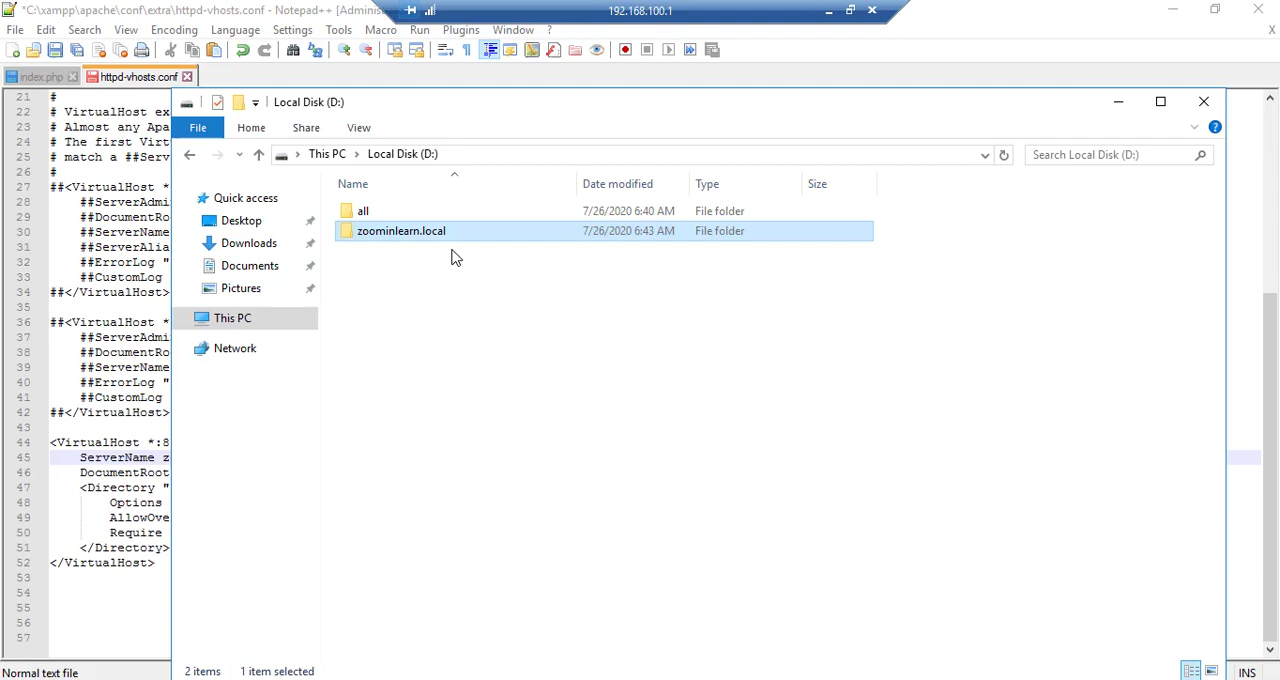 *C:\xampp\apache\conf\extra\httpd-vhosts.conf - Notepad++ [Adminis
192.168.100.1
File Edit Search View Encoding Language Settings Tools Macro Run Plugins Window ?
X
index.php httpd-vhosts.conf
Local Disk (D:)
File Home Share View
This PC > Local Disk (D:)
Search Local Disk (D:)
Name Date modified Type Size
all 7/26/2020 6:40 AM File folder
zoominlearn.local 7/26/2020 6:43 AM File folder
Quick access
Desktop
Downloads
Documents
Pictures
This PC
Network
2 items 1 item selected
21 #
22 # VirtualHost ex
23 # Almost any Apa
24 # The first Virt
25 # match a ##Serv
26 #
27 ##<VirtualHost *
28 ##ServerAdmi
29 ##DocumentRo
30 ##ServerName
31 ##ServerAlia
32 ##ErrorLog "
33 ##CustomLog
34 ##</VirtualHost>
35
36 ##<VirtualHost *
37 ##ServerAdmi
38 ##DocumentRo
39 ##ServerName
40 ##ErrorLog "
41 ##CustomLog
42 ##</VirtualHost>
43
44 <VirtualHost *:8
45 ServerName z
46 DocumentRoot
47 <Directory "
48 Options
49 AllowOve
50 Require
51 </Directory>
52 </VirtualHost>
53
54
55
56
57
Normal text file
INS